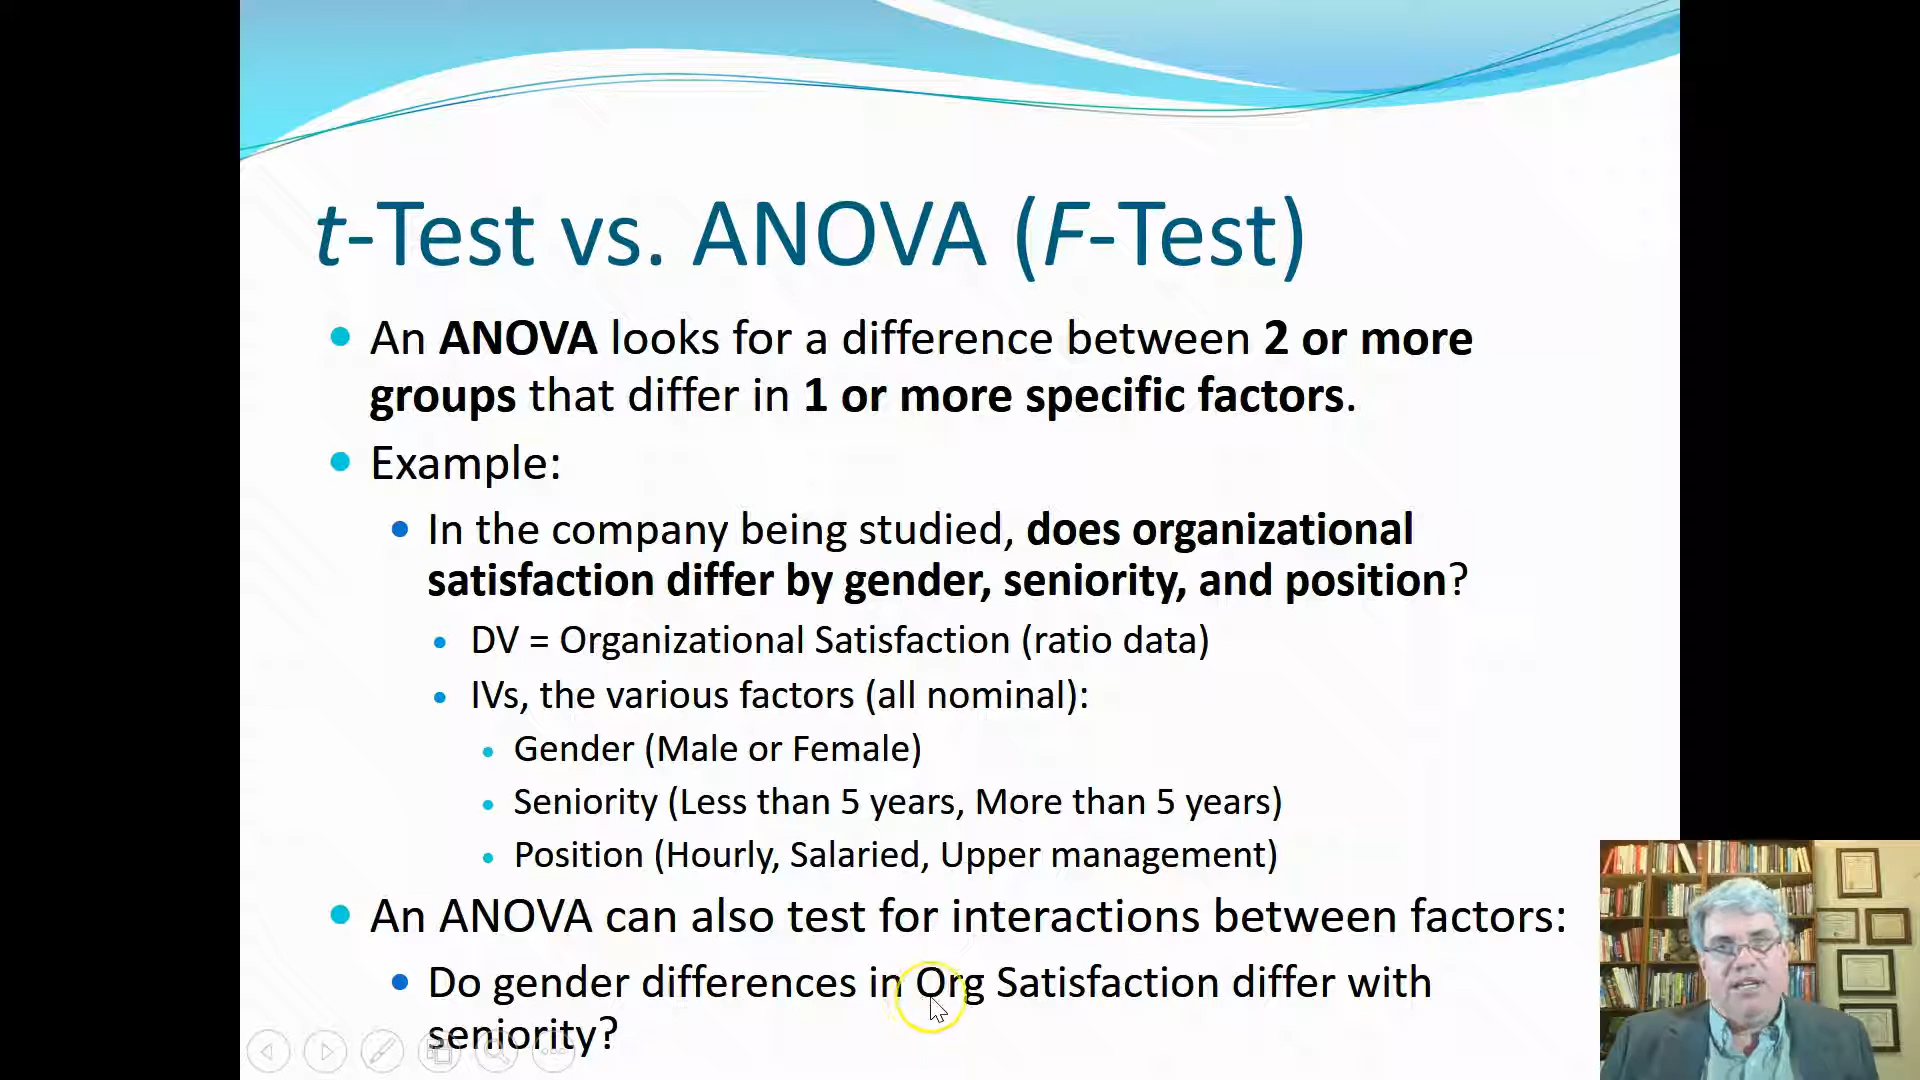 t-Test vs. ANOVA (F-Test)
An ANOVA looks for a difference between 2 or more
groups that differ in 1 or more specific factors.
Example:
In the company being studied, does organizational
satisfaction differ by gender, seniority, and position?
DV = Organizational Satisfaction (ratio data)
IVs, the various factors (all nominal):
Gender (Male or Female)
Seniority (Less than 5 years, More than 5 years)
Position (Hourly, Salaried, Upper management)
An ANOVA can also test for interactions between factors:
Do gender differences in Org Satisfaction differ with
seniority?